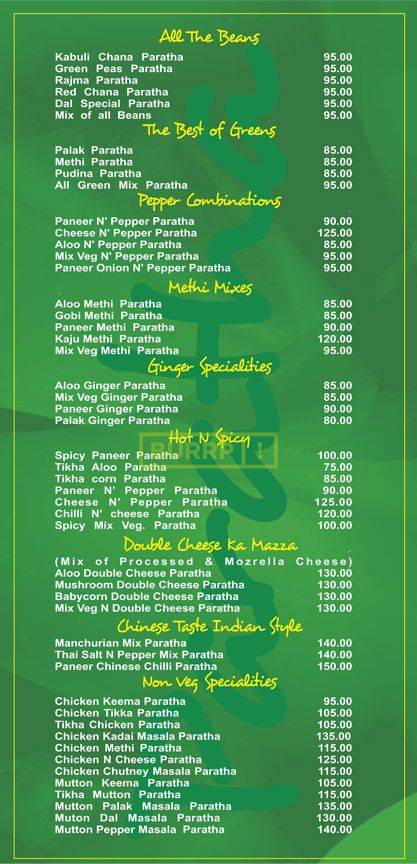 All The Beans
Kabuli Chana Paratha 95.00
Green Peas Paratha 95.00
Rajma Paratha 95.00
Red Chana Paratha 95.00
Dal Special Paratha 95.00
Mix of all Beans 95.00
The Best of Greens
Palak Paratha 85.00
Methi Paratha 85.00
Pudina Paratha 85.00
All Green Mix Paratha 95.00
Pepper Combinations
Paneer N' Pepper Paratha 90.00
Cheese N' Pepper Paratha 125.00
Aloo N' Pepper Paratha 85.00
Mix Veg N' Pepper Paratha 95.00
Paneer Onion N' Pepper Paratha 95.00
Methi Mixes
Aloo Methi Paratha 85.00
Gobi Methi Paratha 85.00
Paneer Methi Paratha 90.00
Kaju Methi Paratha 120.00
Mix Veg Methi Paratha 95.00
Ginger Specialities
Aloo Ginger Paratha 85.00
Mix Veg Ginger Paratha 85.00
Paneer Ginger Paratha 90.00
Palak Ginger Paratha 80.00
Hot N Spicy
BURRP
Spicy Paneer Paratha 100.00
Tikha Aloo Paratha 75.00
Tikha corn Paratha 85.00
Paneer N' Pepper Paratha 90.00
Cheese N' Pepper Paratha 125.00
Chilli N' cheese Paratha 120.00
Spicy Mix Veg. Paratha 100.00
Double Cheese Ka Mazza
(Mix of Processed & Mozrella Cheese)
Aloo Double Cheese Paratha 130.00
Mushroom Double Cheese Paratha 130.00
Babycorn Double Cheese Paratha 130.00
Mix Veg N Double Cheese Paratha 130.00
Chinese Taste Indian Style
Manchurian Mix Paratha 140.00
Thai Salt N Pepper Mix Paratha 140.00
Paneer Chinese Chilli Paratha 150.00
Non Veg Specialities
Chicken Keema Paratha 95.00
Chicken Tikka Paratha 105.00
Tikha Chicken Paratha 105.00
Chicken Kadai Masala Paratha 135.00
Chicken Methi Paratha 115.00
Chicken N Cheese Paratha 125.00
Chicken Chutney Masala Paratha 115.00
Mutton Keema Paratha 105.00
Tikha Mutton Paratha 115.00
Mutton Palak Masala Paratha 135.00
Muton Dal Masala Paratha 130.00
Mutton Pepper Masala Paratha 140.00